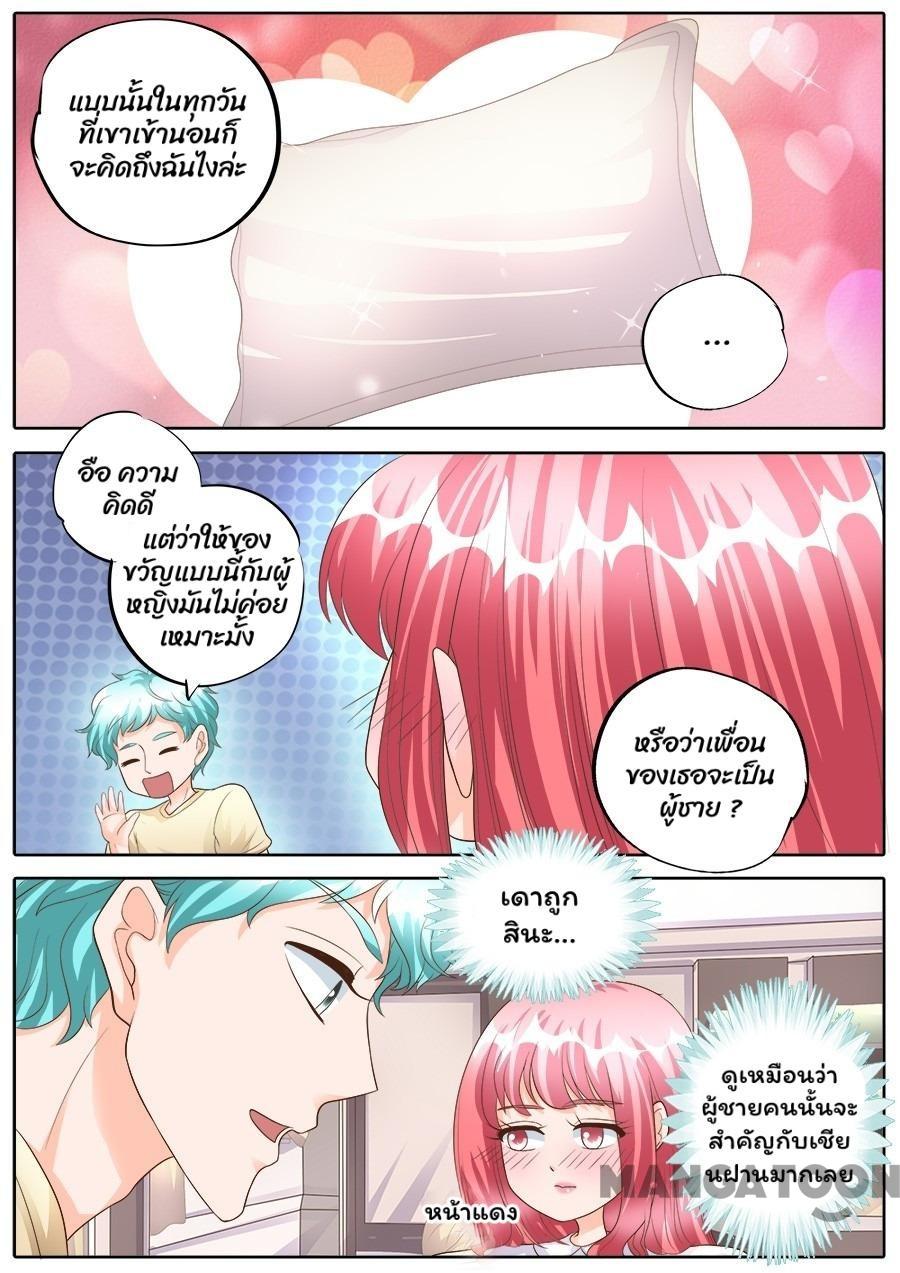 แบบนั้นในทุกวัน
ที่เขาเข้านอนก็
จะคิดถึงฉันไงล่ะ
...
อือ ความ
คิดดี
แต่ว่าให้ของ
ขวัญแบบนี้กับผู้
หญิงมันไม่ค่อย
เหมาะมั้ง
หรือว่าเพื่อน
ของเธอจะเป็น
ผู้ชาย ?
เดาถูก
สินะ...
ดูเหมือนว่า
ผู้ชายคนนั้นจะ
สำคัญกับเชีย
นฝานมากเลย
หน้าแดง
MANGATOON